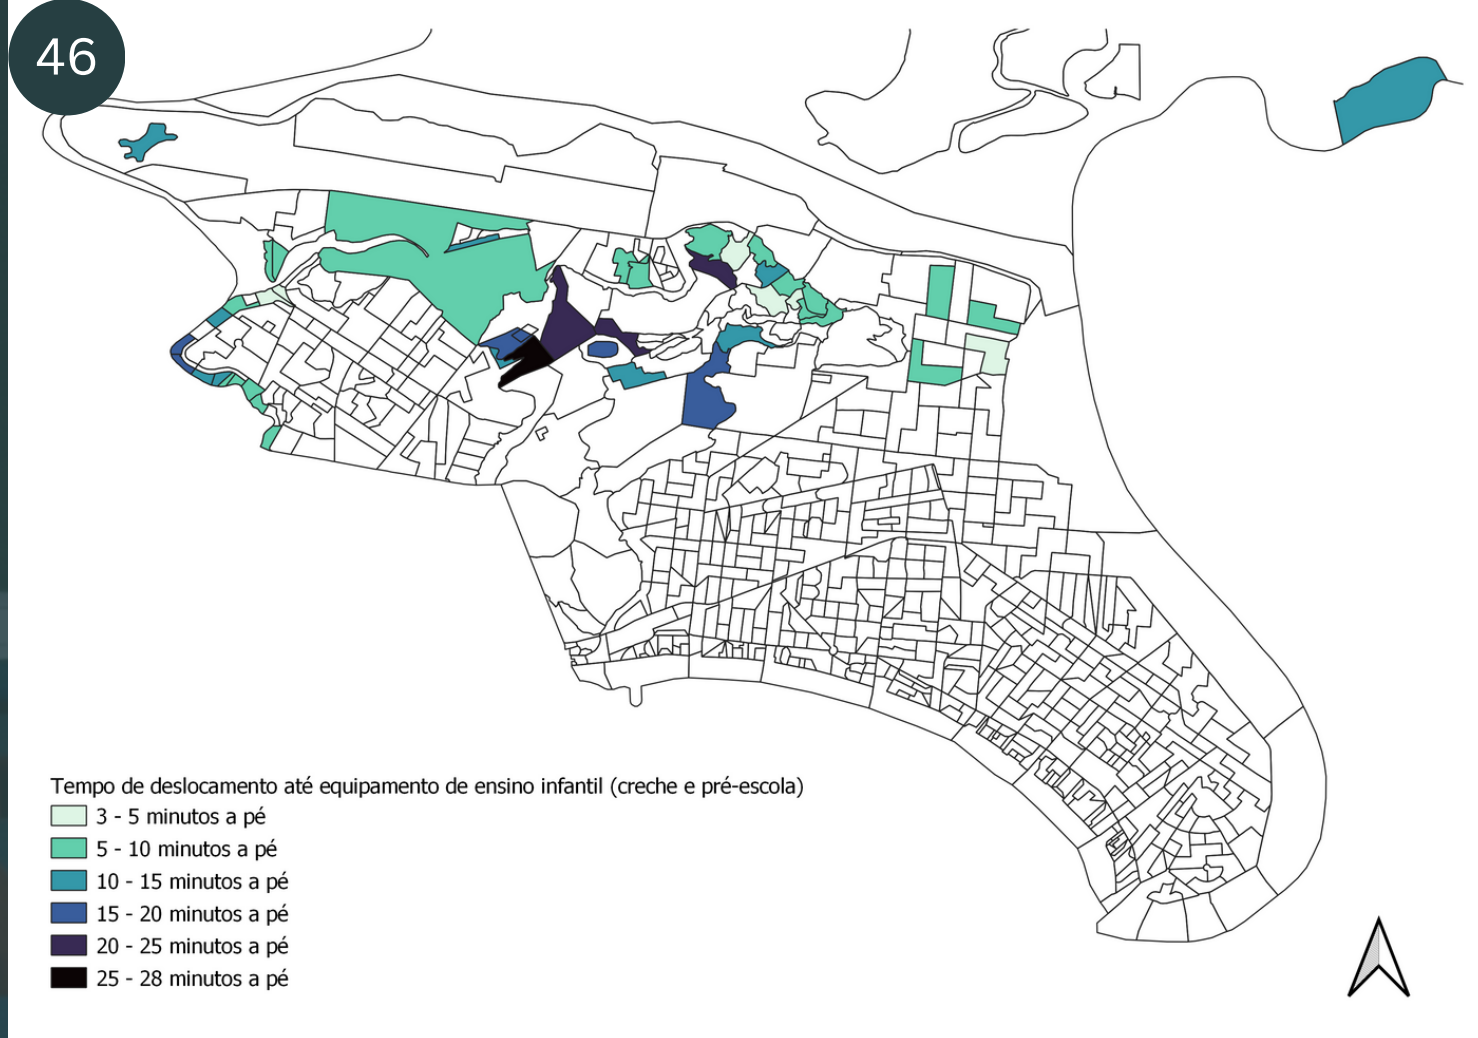 46
Tempo de deslocamento até equipamento de ensino infantil (creche e pré-escola)
3 - 5 minutos a pé
5 - 10 minutos a pé
10 - 15 minutos a pé
15 - 20 minutos a pé
20 - 25 minutos a pé
25 - 28 minutos a pé